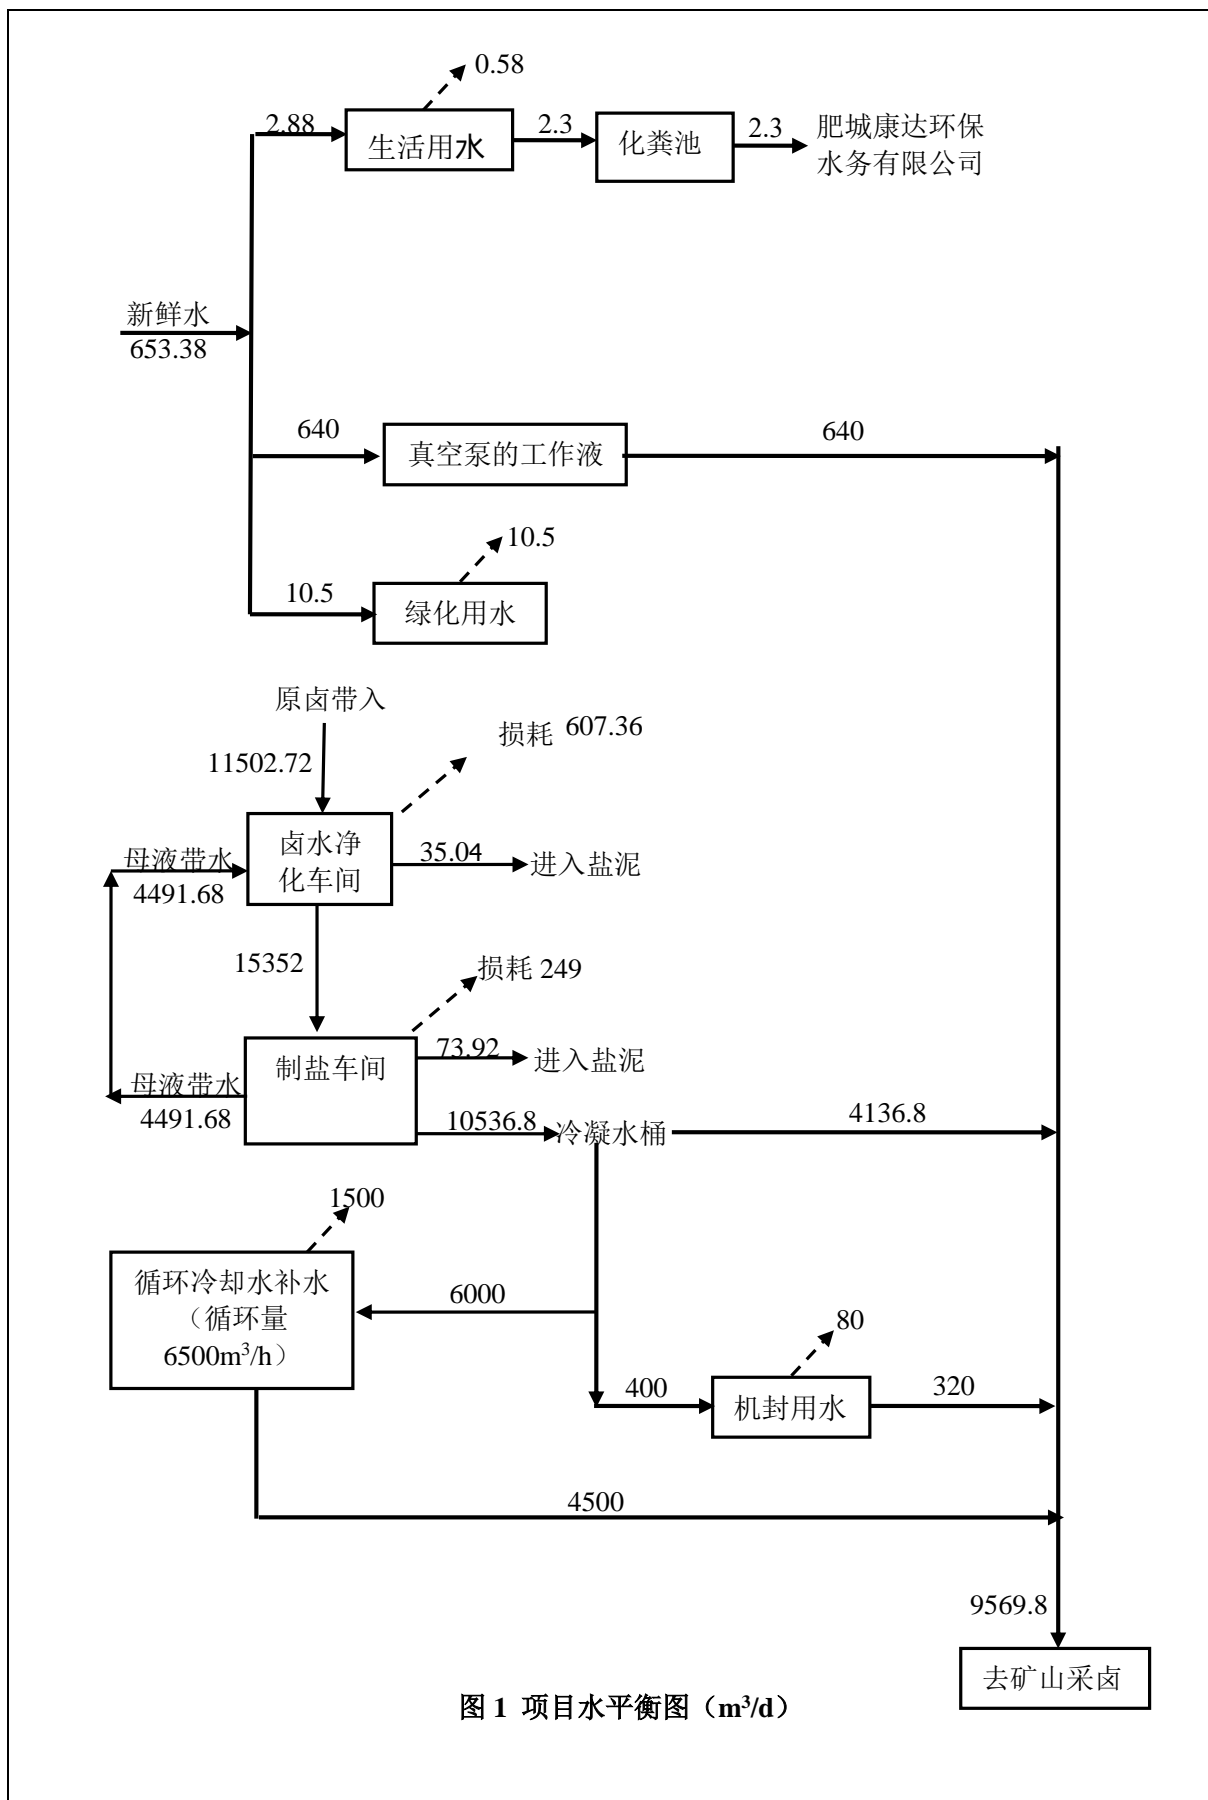 0.58
2.88
生活用水
2.3
化粪池
2.3
肥城康达环保
水务有限公司
新鲜水
653.38
640
真空泵的工作液
640
10.5
10.5
绿化用水
原卤带入
11502.72
损耗 607.36
母液带水
4491.68
卤水净
化车间
35.04
进入盐泥
15352
损耗 249
制盐车间
73.92
进入盐泥
母液带水
4491.68
10536.8
冷凝水桶
4136.8
1500
循环冷却水补水
（循环量
6500m³/h）
6000
80
400
机封用水
320
4500
9569.8
去矿山采卤
图 1 项目水平衡图（m³/d）